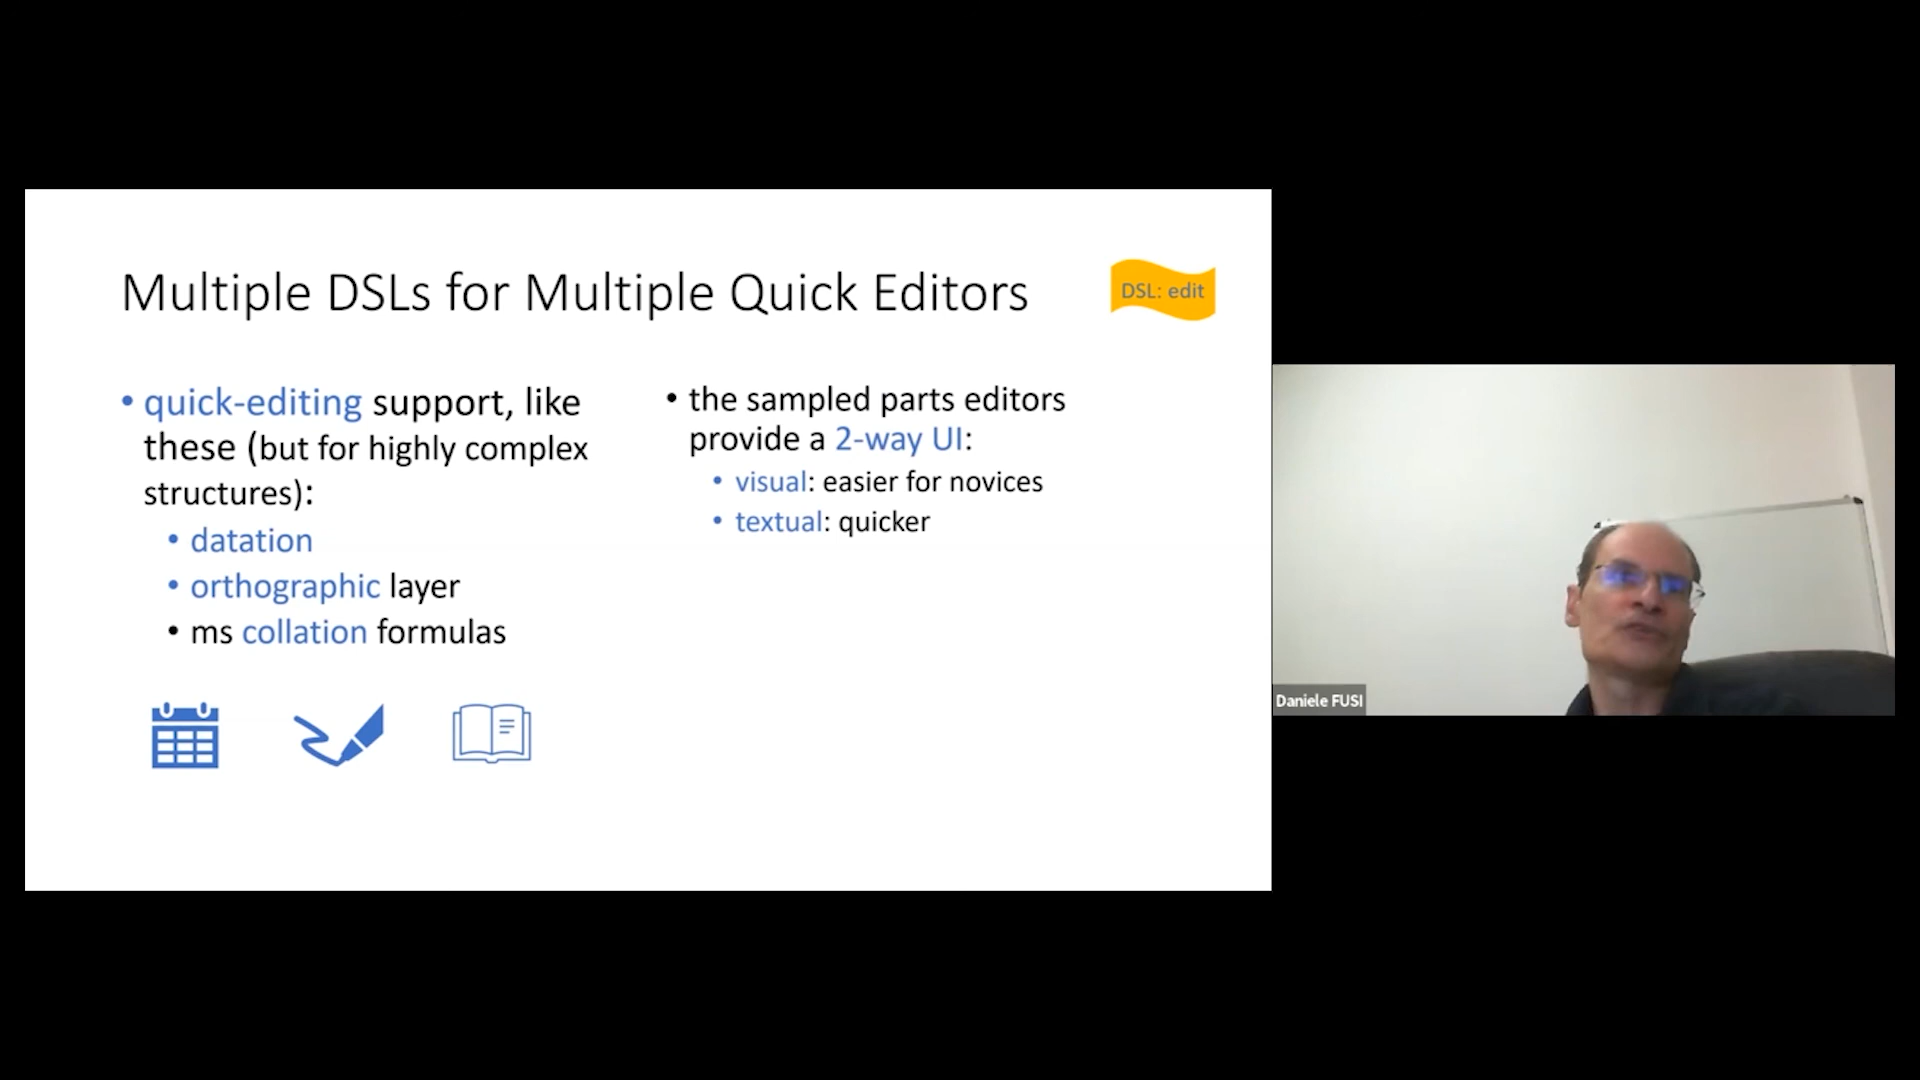 Multiple DSLs for Multiple Quick Editors
DSL: edit
• quick-editing support, like
these (but for highly complex
structures):
• datation
• orthographic layer
• ms collation formulas
• the sampled parts editors
provide a 2-way UI:
• visual: easier for novices
• textual: quicker
Daniele FUSI